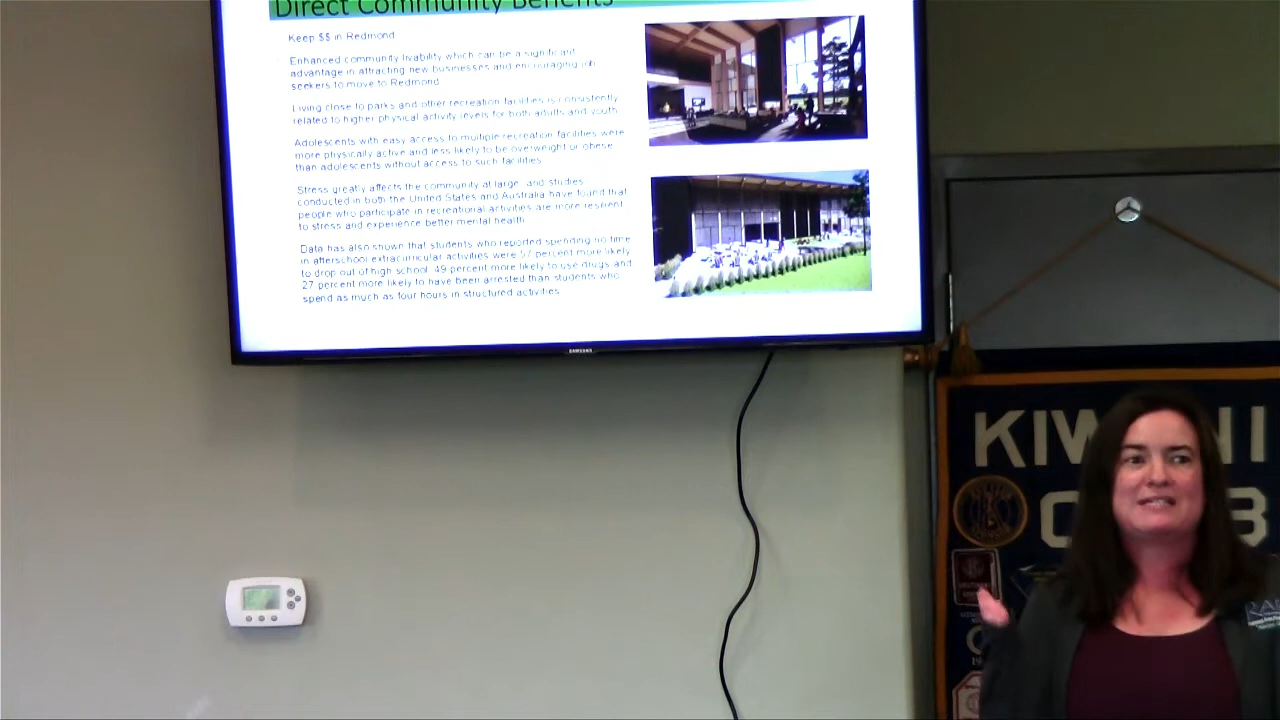 Direct Community Benefits
Keep $$ in Redmond
Enhanced community livability which can be a significant
advantage in attracting new businesses and encouraging job
seekers to move to Redmond
Living close to parks and other recreation facilities is consistently
related to higher physical activity levels for both adults and youth
Adolescents with easy access to multiple recreation facilities were
more physically active and less likely to be overweight or obese
than adolescents without access to such facilities
Stress greatly affects the community at large, and studies
conducted in both the United States and Australia have found that
people who participate in recreational activities are more resilient
to stress and experience better mental health
Data has also shown that students who reported spending no time
in afterschool extracurricular activities were 57 percent more likely
to drop out of high school, 49 percent more likely to use drugs and
27 percent more likely to have been arrested than students who
spend as much as four hours in structured activities
SAMSUNG
KIW NI
C B
RA